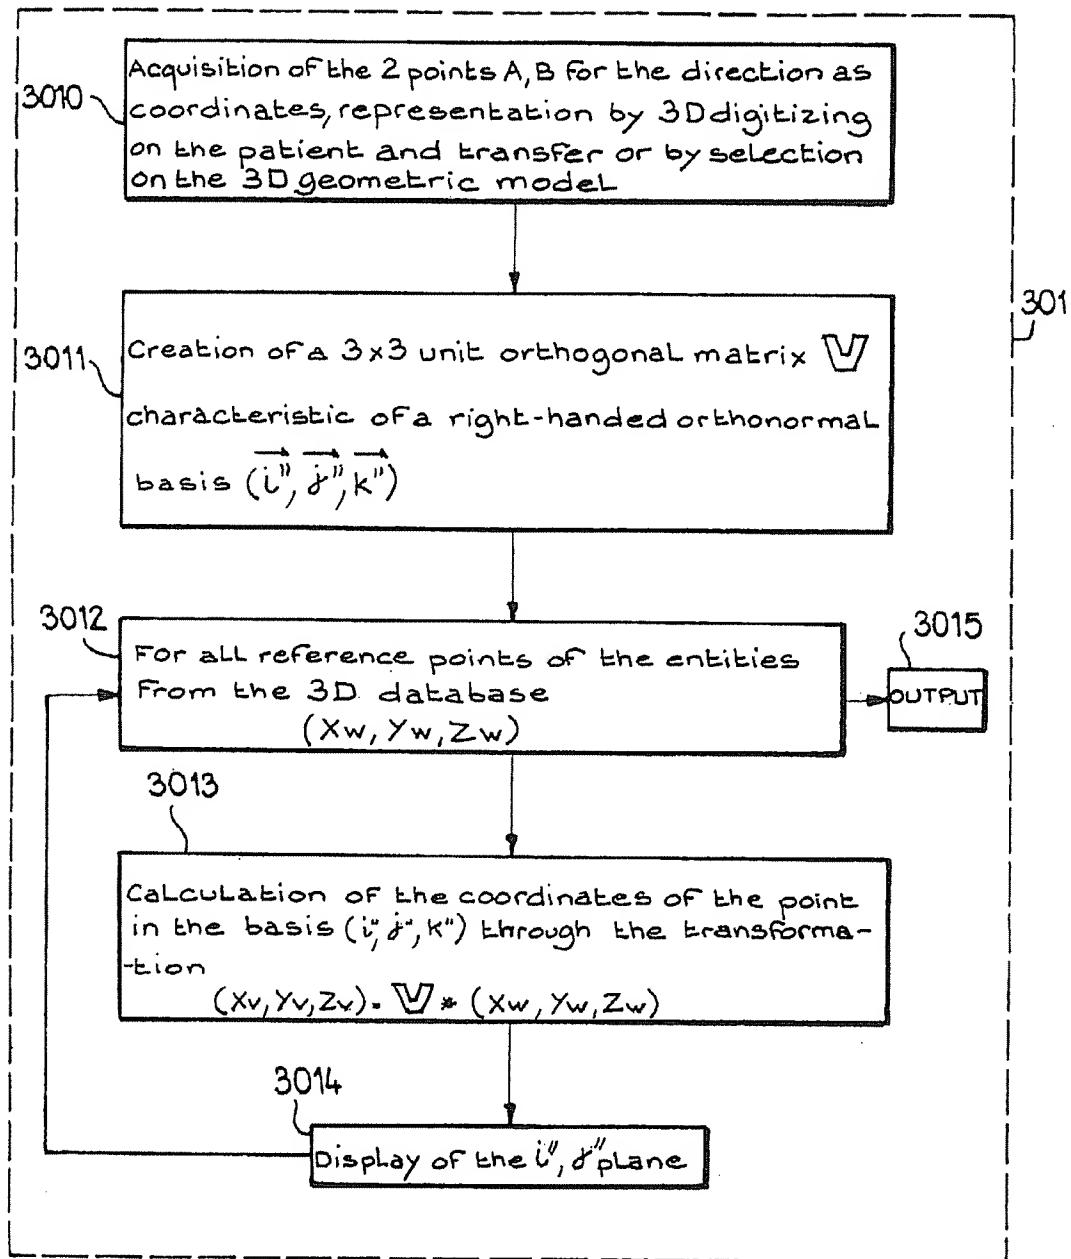 3010
Acquisition of the 2 points A, B for the direction as
coordinates, representation by 3D digitizing
on the patient and transfer or by selection
on the 3D geometric model
301
3011
Creation of a 3x3 unit orthogonal matrix V
characteristic of a right-handed orthonormal
basis (i", j", k")
3012
For all reference points of the entities
From the 3D database
(Xw, Yw, Zw)
3015
OUTPUT
3013
Calculation of the coordinates of the point
in the basis (i", j", k") through the transforma-
-tion
(Xv, Yv, Zv) = V * (Xw, Yw, Zw)
3014
Display of the i", j" plane